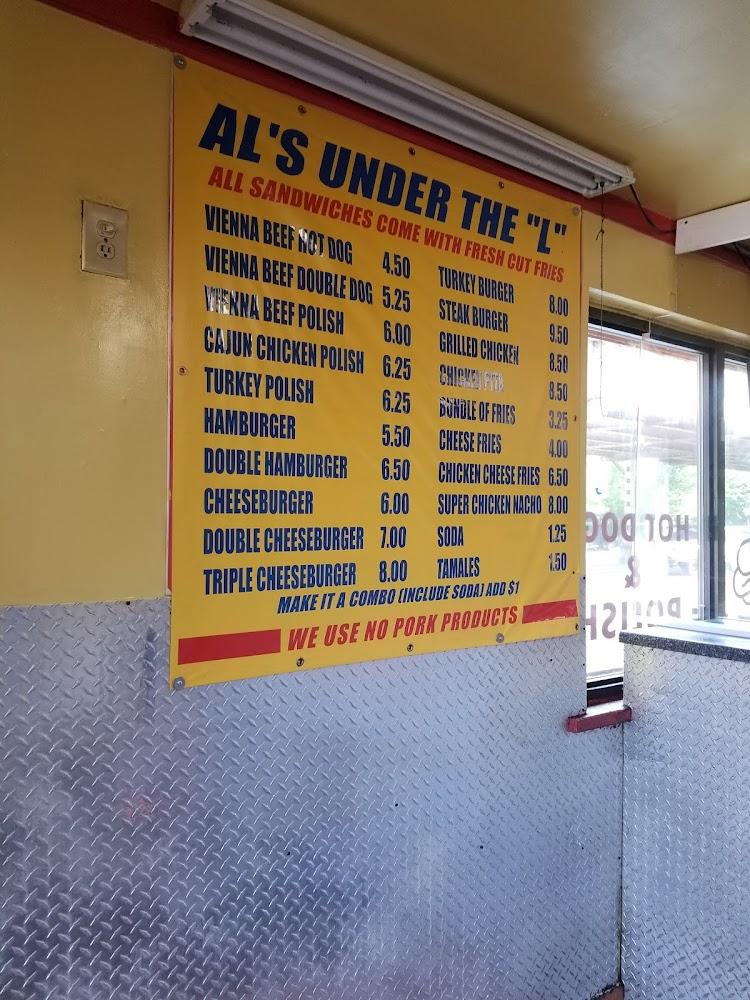 AL'S UNDER THE "L"
ALL SANDWICHES COME WITH FRESH CUT FRIES
VIENNA BEEF HOT DOG 4.50
VIENNA BEEF DOUBLE DOG 5.25
VIENNA BEEF POLISH 6.00
CAJUN CHICKEN POLISH 6.25
TURKEY POLISH 6.25
HAMBURGER 5.50
DOUBLE HAMBURGER 6.50
CHEESEBURGER 6.00
DOUBLE CHEESEBURGER 7.00
TRIPLE CHEESEBURGER 8.00
TURKEY BURGER 8.00
STEAK BURGER 9.50
GRILLED CHICKEN 8.50
CHICKEN PITA 8.50
BUNDLE OF FRIES 3.25
CHEESE FRIES 4.00
CHICKEN CHEESE FRIES 6.50
SUPER CHICKEN NACHO 8.00
SODA 1.25
TAMALES 1.50
MAKE IT A COMBO (INCLUDE SODA) ADD $1
WE USE NO PORK PRODUCTS
HOT DOG
&
POLISH